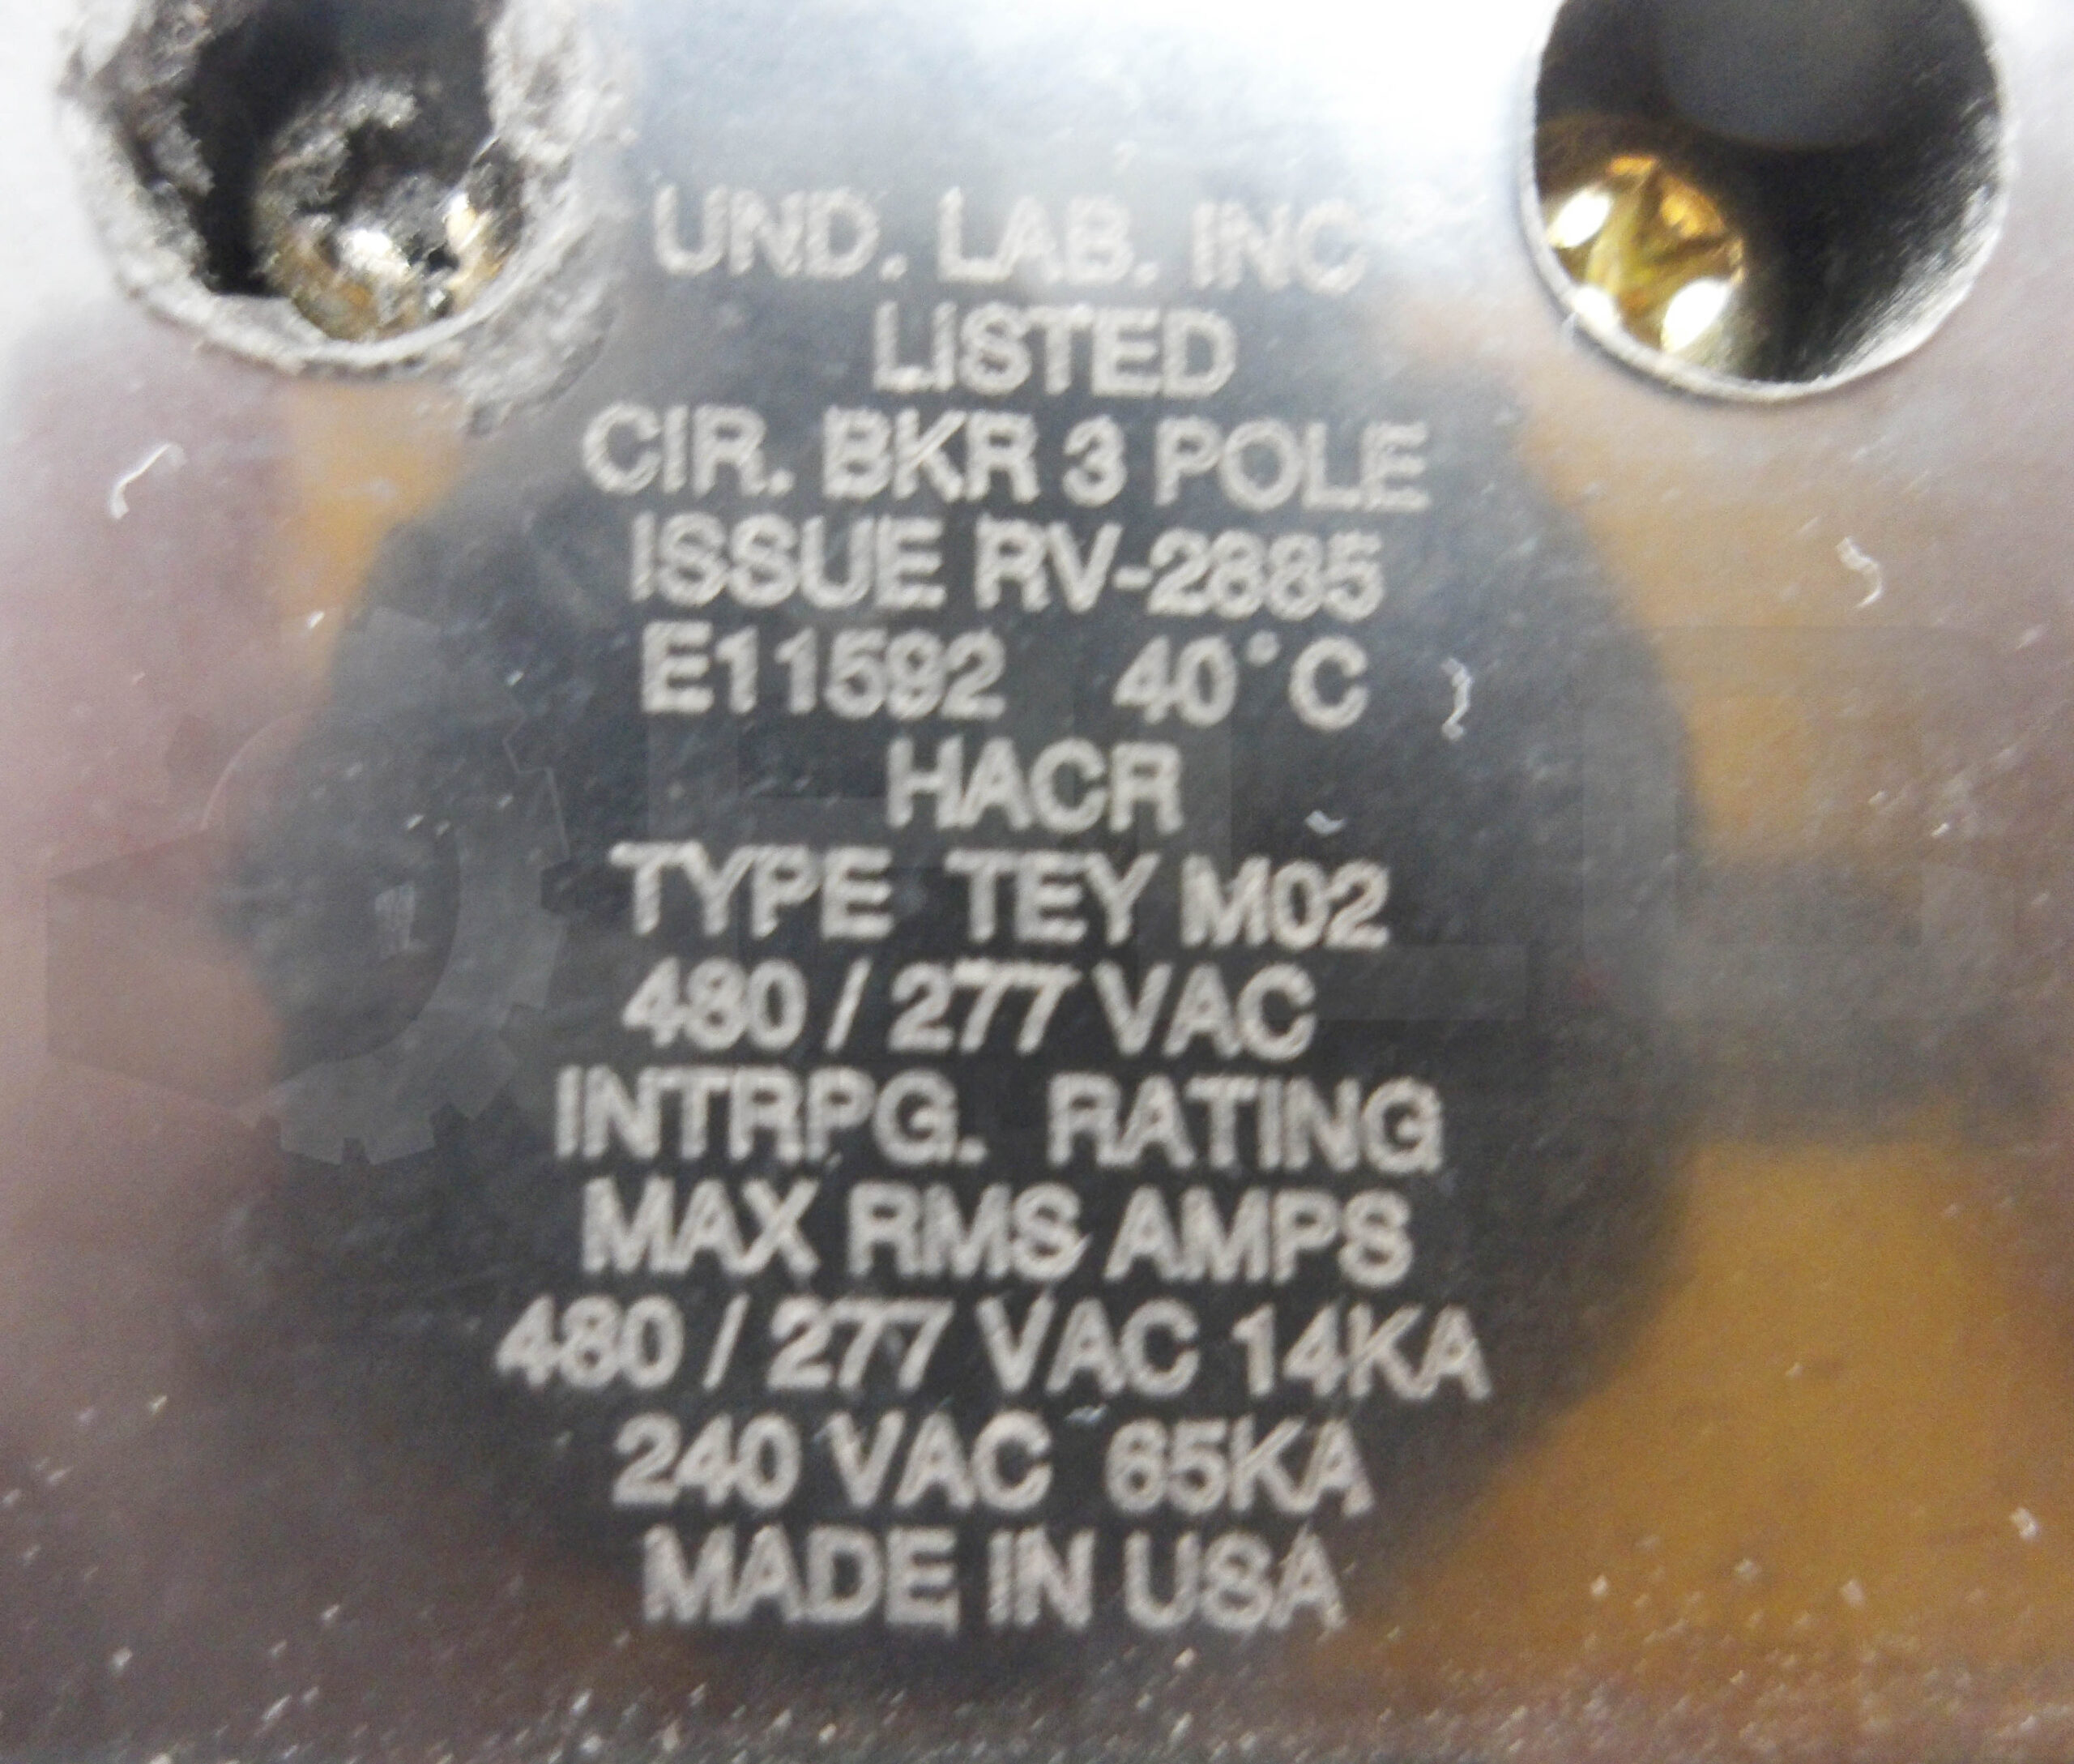 UND. LAB. INC
LISTED
CIR. BKR 3 POLE
ISSUE RV-2885
E11592 40°C
HACR
TYPE TEY M02
480 / 277 VAC
INTRPG. RATING
MAX RMS AMPS
480 / 277 VAC 14KA
240 VAC 65KA
MADE IN USA